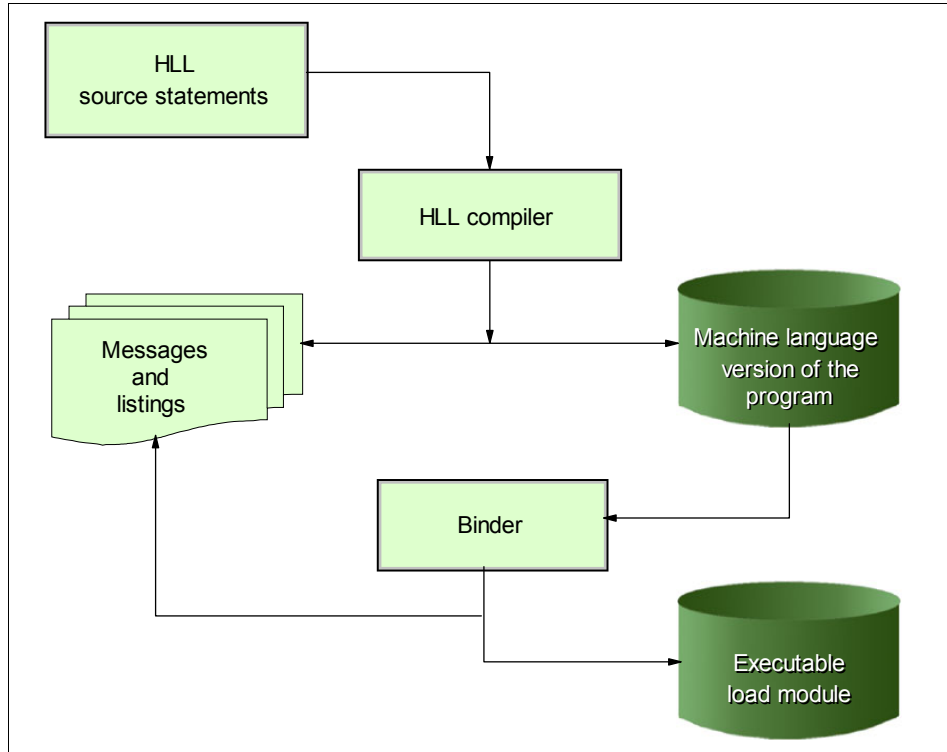 HLL
source statements
HLL compiler
Messages
and
listings
Machine language
version of the
program
Binder
Executable
load module